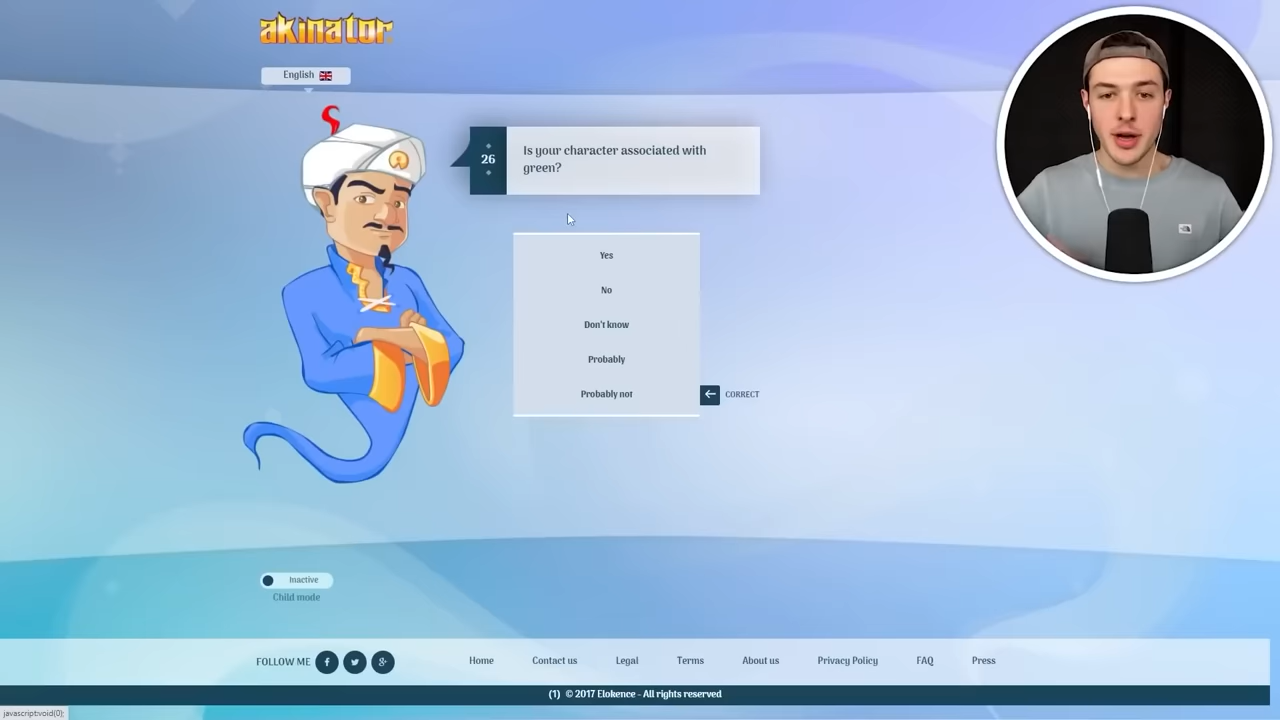 akinator
English
26
Is your character associated with
green?
Yes
No
Don't know
Probably
Probably not
CORRECT
Inactive
Child mode
FOLLOW ME
Home
Contact us
Legal
Terms
About us
Privacy Policy
FAQ
Press
(1) © 2017 Elokence - All rights reserved
javascript:void(0);